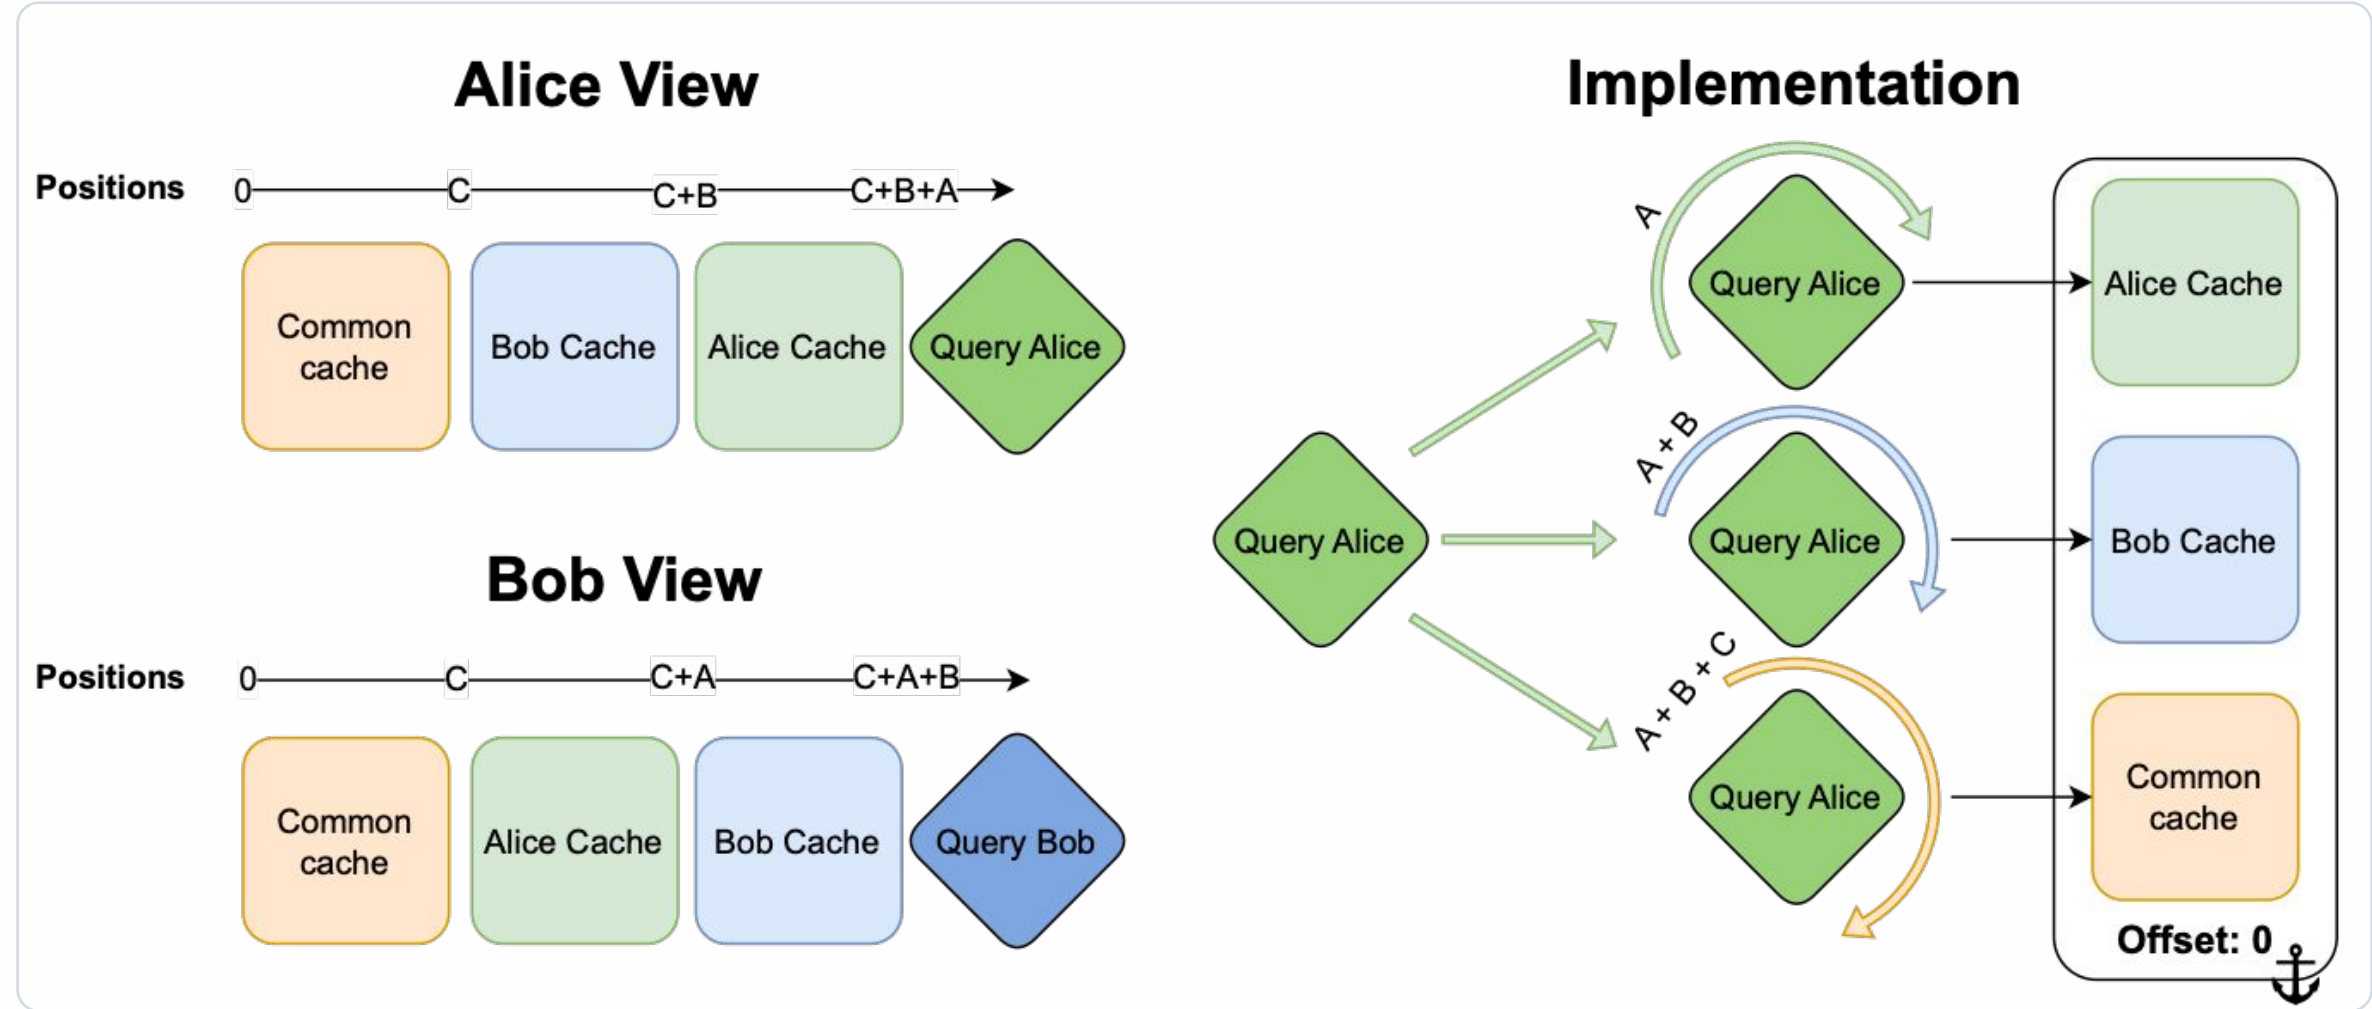 Alice View
Positions
0
C
C+B
C+B+A
Common
cache
Bob Cache
Alice Cache
Query Alice
Bob View
Positions
0
C
C+A
C+A+B
Common
cache
Alice Cache
Bob Cache
Query Bob
Implementation
Query Alice
A
Query Alice
Alice Cache
A + B
Query Alice
Bob Cache
A + B + C
Query Alice
Common
cache
Offset: 0